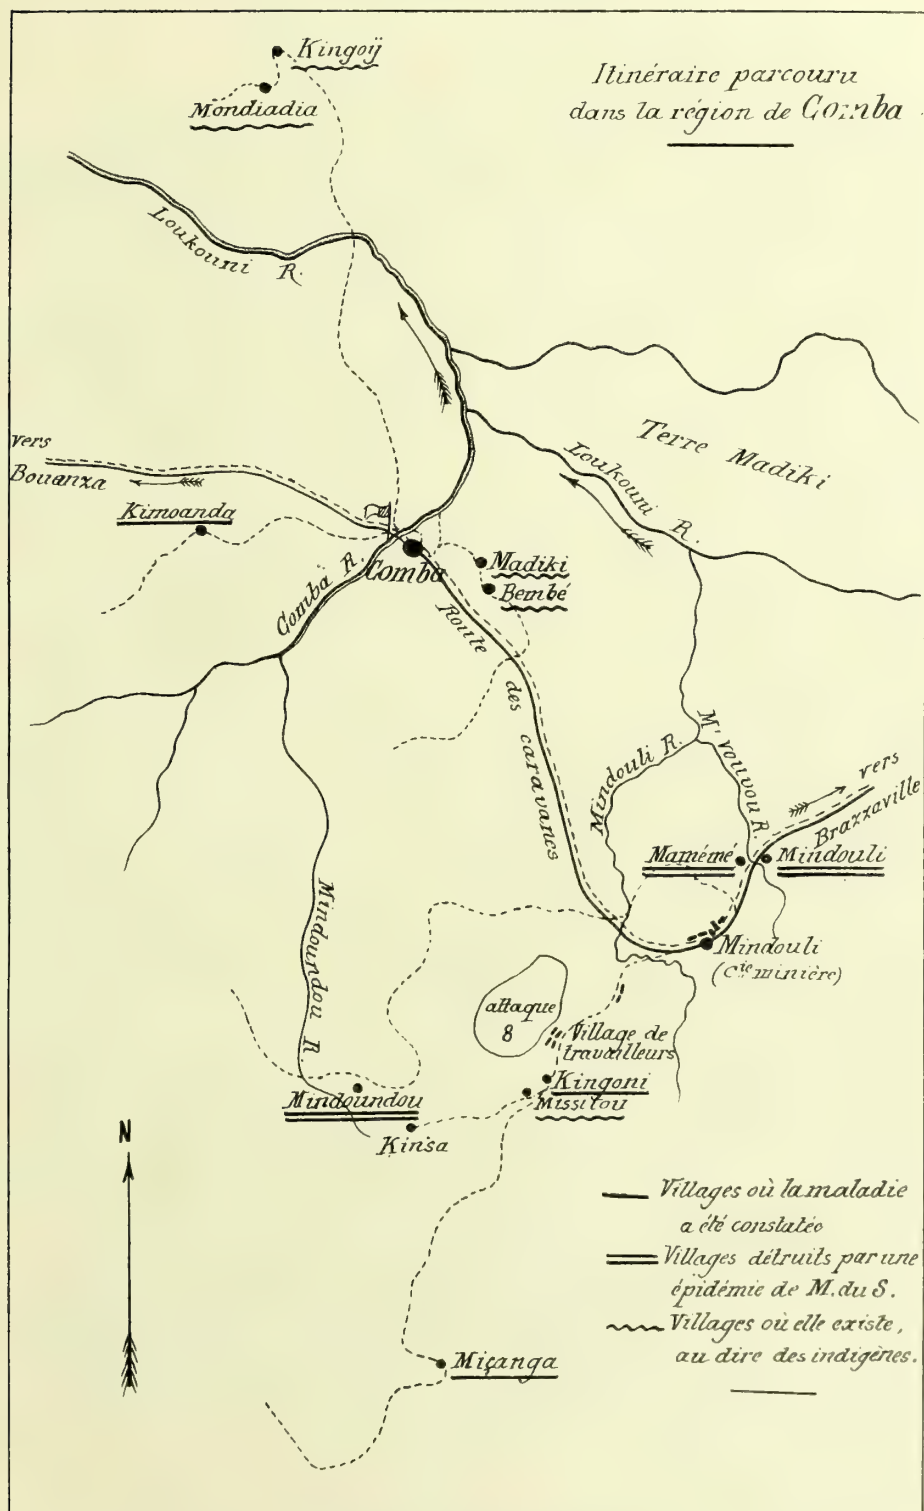 Itinéraire parcouru
dans la région de Comba
Kingoÿ
Mondiadia
Loukouni R.
vers
Bouanza
Kimoanda
Terre Madiki
Loukouni R.
Comba R.
Comba
Madiki
Bembé
Route des caravanes
Mindouli R.
M'vouvou R.
vers
Brazzaville
Mamémé
Mindouli
Mindouli
(Cie minière)
Mindoundou R.
attaque
8
Village de
travailleurs
Kingoni
Missitou
Mindoundou
Kinsa
N
Miçanga
Villages où la maladie
a été constatée
Villages détruits par une
épidémie de M. du S.
Villages où elle existe,
au dire des indigènes.